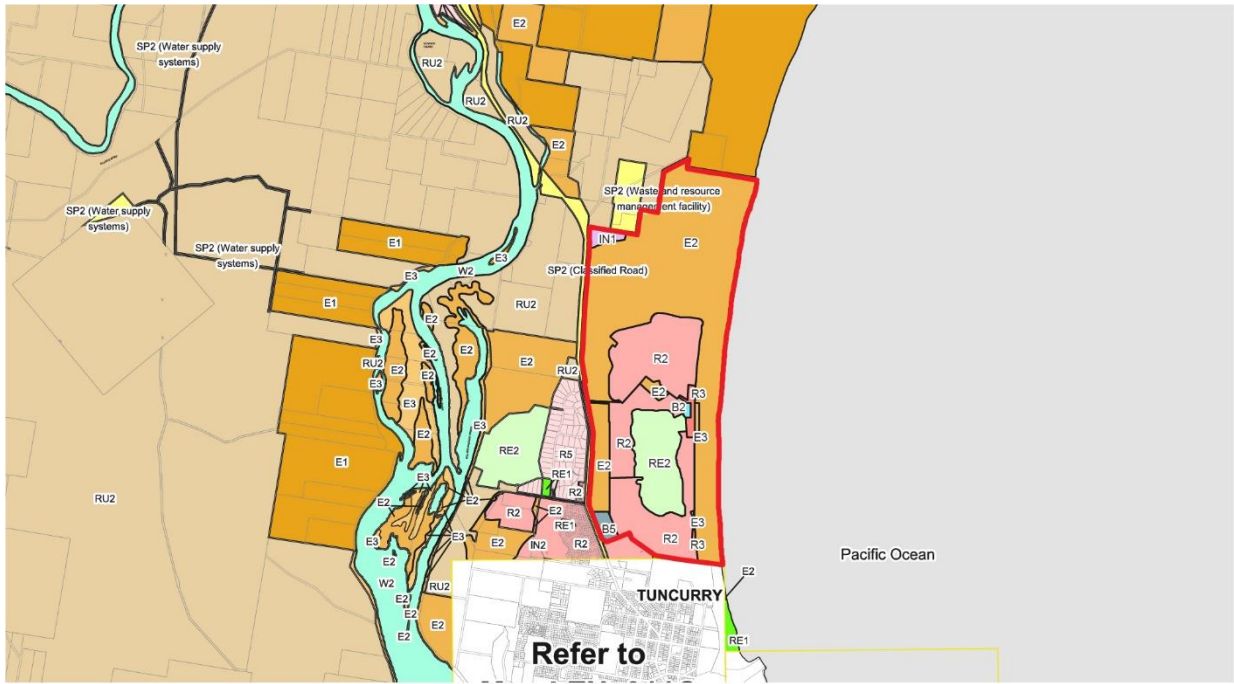 E2
SP2 (Water supply
systems)
RU2
RU2
RU2
E2
SP2 (Waste and resource
management facility)
SP2 (Water supply
systems)
SP2 (Water supply
systems)
E1
IN1
E2
E3
W2
E3
SP2 (Classified Road)
E1
RU2
E2
E3
E2
E2
E2
RU2
E2
E2
E3
E2
RU2
R2
E2
R3
B2
E3
E2
E3
R2
E3
RE2
R5
RE2
E1
E2
RE1
R2
RU2
E3
E2
E2
R2
E2
RE1
B5
E3
R2
R3
E3
E3
E2
IN2
R2
Pacific Ocean
E2
W2
RU2
E2
E2
E2
E2
E2
TUNCURRY
RE1
Refer to